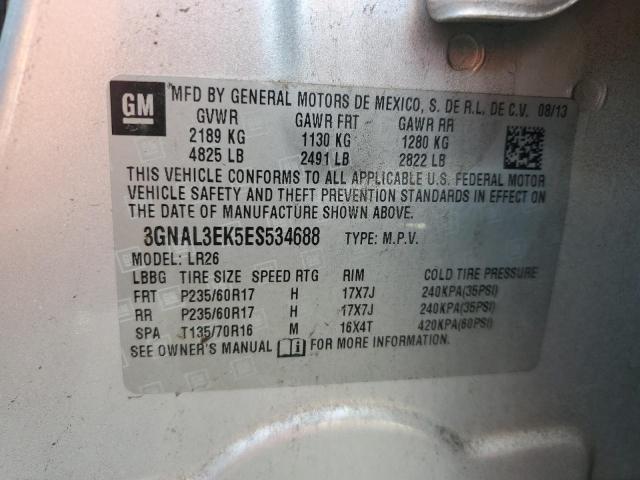 GM MFD BY GENERAL MOTORS DE MEXICO, S. DE R.L. DE C.V. 08/13
GVWR GAWR FRT GAWR RR
2189 KG 1130 KG 1280 KG
4825 LB 2491 LB 2822 LB
THIS VEHICLE CONFORMS TO ALL APPLICABLE U.S. FEDERAL MOTOR
VEHICLE SAFETY AND THEFT PREVENTION STANDARDS IN EFFECT ON
THE DATE OF MANUFACTURE SHOWN ABOVE.
3GNAL3EK5ES534688 TYPE: M.P.V.
MODEL: LR26
LBBG TIRE SIZE SPEED RTG RIM COLD TIRE PRESSURE
FRT P235/60R17 H 17X7J 240KPA(35PSI)
RR P235/60R17 H 17X7J 240KPA(35PSI)
SPA T135/70R16 M 16X4T 420KPA(60PSI)
SEE OWNER'S MANUAL i FOR MORE INFORMATION.